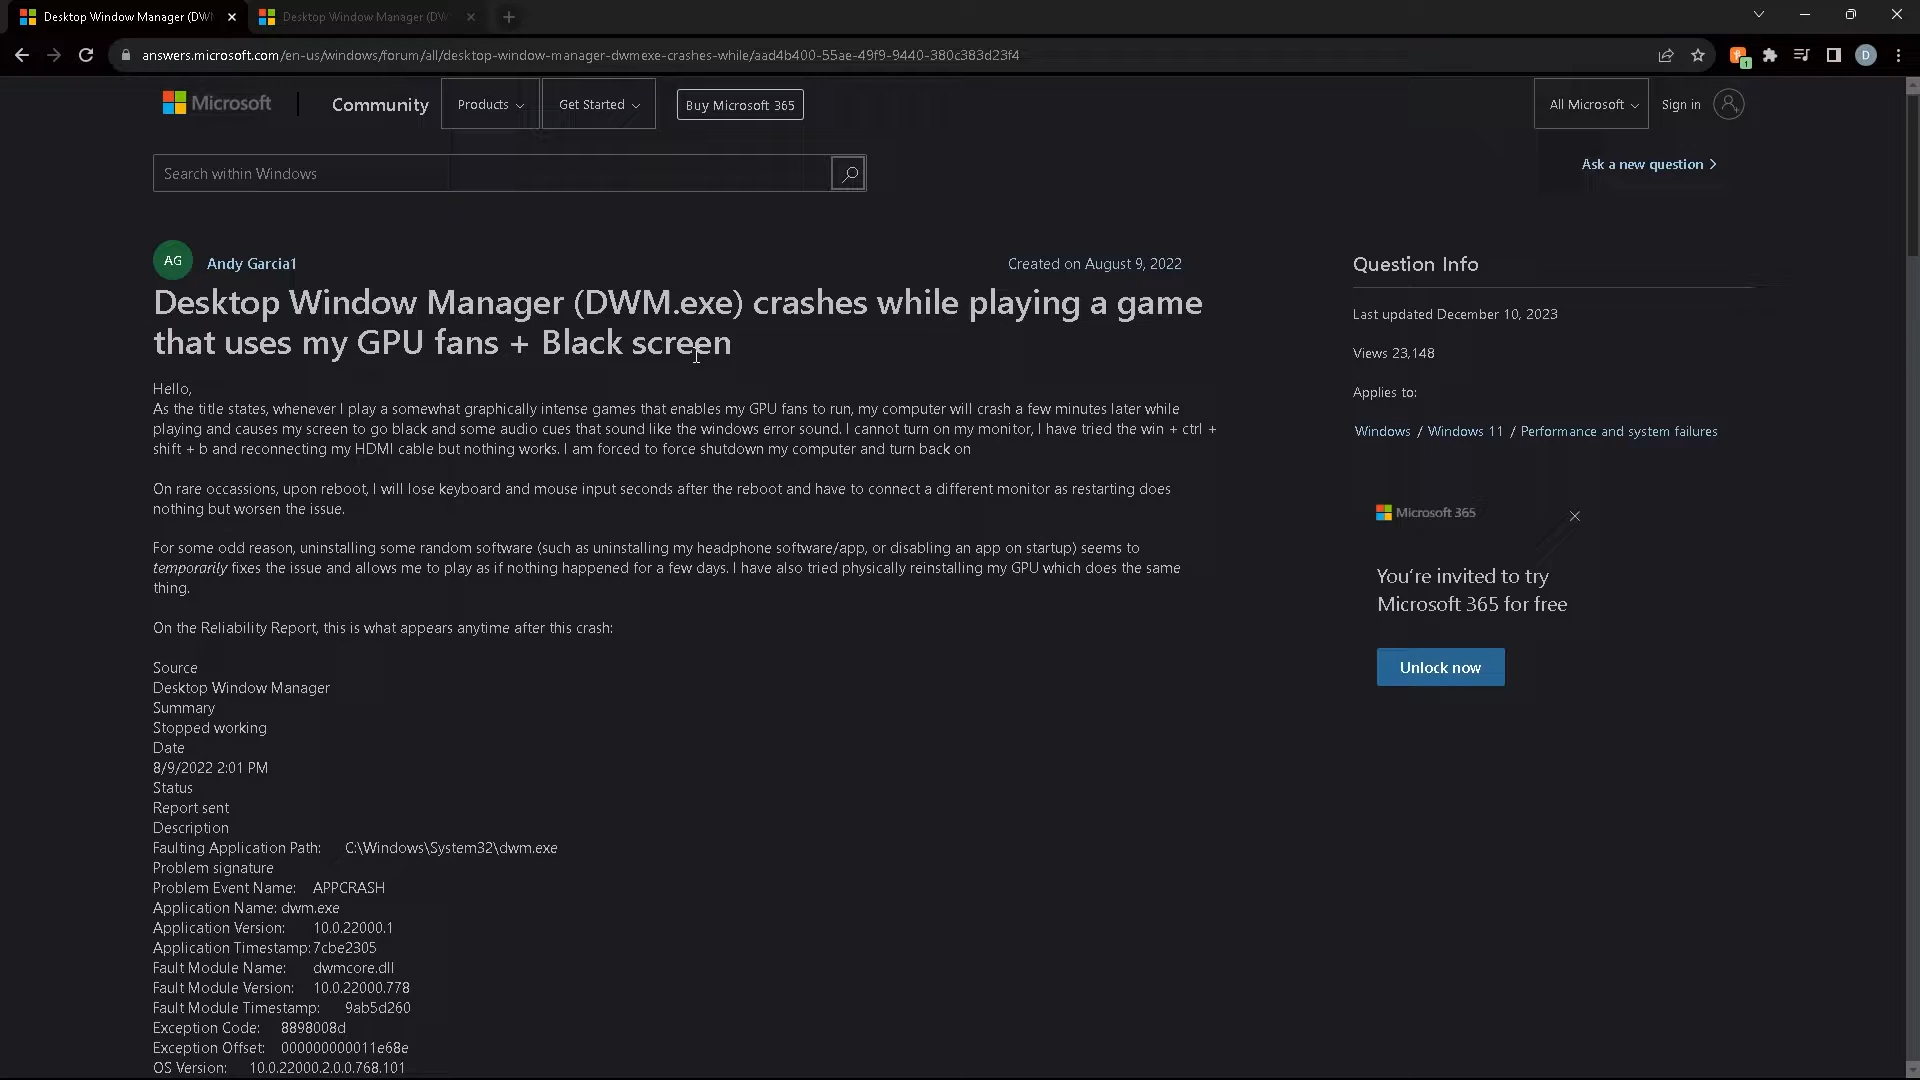 Desktop Window Manager (DW
Desktop Window Manager (DW
answers.microsoft.com/en-us/windows/forum/all/desktop-window-manager-dwmexe-crashes-while/aad4b400-55ae-49f9-9440-380c383d23f4
1
D
Microsoft
Community
Products
Get Started
Buy Microsoft 365
All Microsoft
Sign in
Search within Windows
Ask a new question
AG
Andy Garcia1
Created on August 9, 2022
Desktop Window Manager (DWM.exe) crashes while playing a game
that uses my GPU fans + Black screen
Hello,
As the title states, whenever I play a somewhat graphically intense games that enables my GPU fans to run, my computer will crash a few minutes later while
playing and causes my screen to go black and some audio cues that sound like the windows error sound. I cannot turn on my monitor, I have tried the win + ctrl +
shift + b and reconnecting my HDMI cable but nothing works. I am forced to force shutdown my computer and turn back on
On rare occassions, upon reboot, I will lose keyboard and mouse input seconds after the reboot and have to connect a different monitor as restarting does
nothing but worsen the issue.
For some odd reason, uninstalling some random software (such as uninstalling my headphone software/app, or disabling an app on startup) seems to
temporarily fixes the issue and allows me to play as if nothing happened for a few days. I have also tried physically reinstalling my GPU which does the same
thing.
On the Reliability Report, this is what appears anytime after this crash:
Source
Desktop Window Manager
Summary
Stopped working
Date
8/9/2022 2:01 PM
Status
Report sent
Description
Faulting Application Path: C:\Windows\System32\dwm.exe
Problem signature
Problem Event Name: APPCRASH
Application Name: dwm.exe
Application Version: 10.0.22000.1
Application Timestamp: 7cbe2305
Fault Module Name: dwmcore.dll
Fault Module Version: 10.0.22000.778
Fault Module Timestamp: 9ab5d260
Exception Code: 8898008d
Exception Offset: 000000000011e68e
OS Version: 10.0.22000.2.0.0.768.101
Question Info
Last updated December 10, 2023
Views 23,148
Applies to:
Windows / Windows 11 / Performance and system failures
Microsoft 365
You're invited to try
Microsoft 365 for free
Unlock now